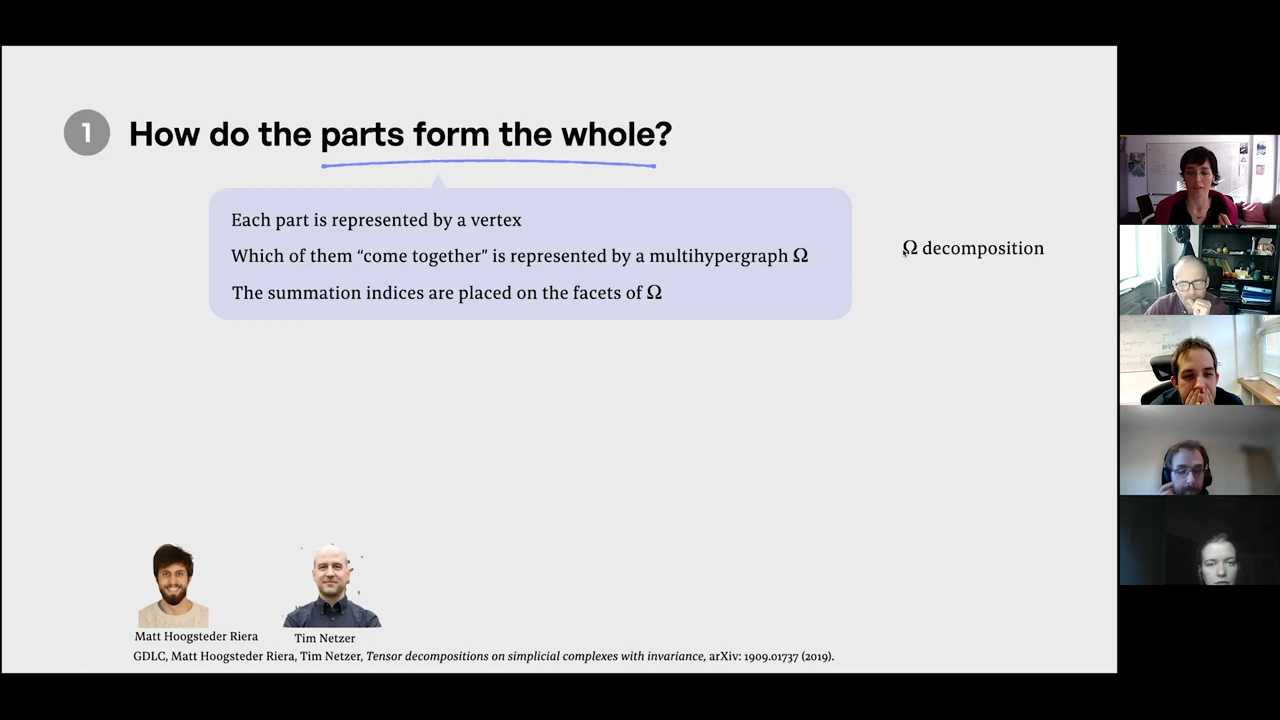 1
How do the parts form the whole?
Each part is represented by a vertex
Which of them “come together” is represented by a multihypergraph Ω
The summation indices are placed on the facets of Ω
Ω decomposition
Matt Hoogsteder Riera
Tim Netzer
GDLC, Matt Hoogsteder Riera, Tim Netzer, Tensor decompositions on simplicial complexes with invariance, arXiv: 1909.01737 (2019).